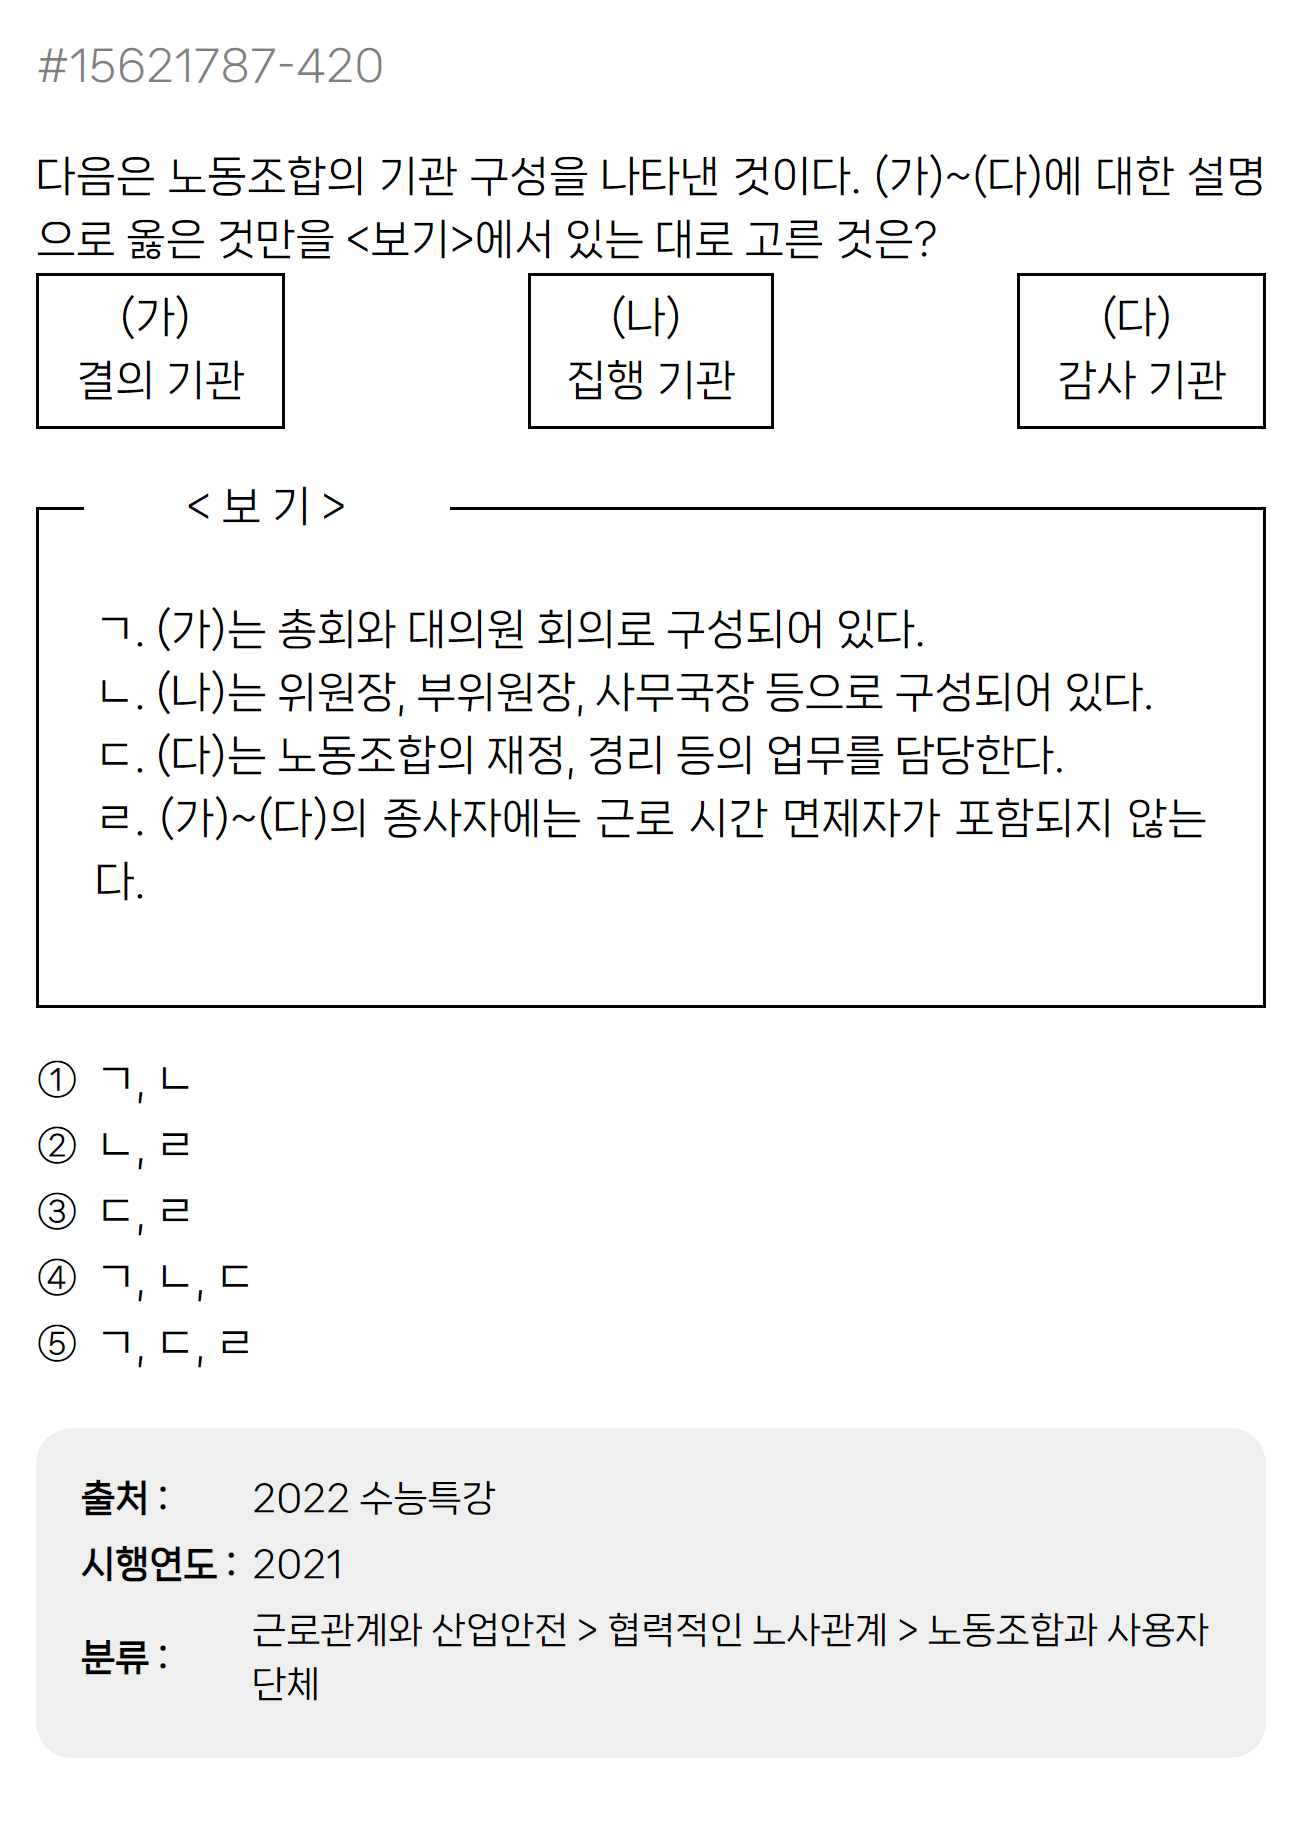 #15621787-420
다음은 노동조합의 기관 구성을 나타낸 것이다. (가)~(다)에 대한 설명
으로 옳은 것만을 <보기>에서 있는 대로 고른 것은?
(가)
결의 기관
(나)
집행 기관
(다)
감사 기관
< 보 기 >
ㄱ. (가)는 총회와 대의원 회의로 구성되어 있다.
ㄴ. (나)는 위원장, 부위원장, 사무국장 등으로 구성되어 있다.
ㄷ. (다)는 노동조합의 재정, 경리 등의 업무를 담당한다.
ㄹ. (가)~(다)의 종사자에는 근로 시간 면제자가 포함되지 않는
다.
① ㄱ, ㄴ
② ㄴ, ㄹ
③ ㄷ, ㄹ
④ ㄱ, ㄴ, ㄷ
⑤ ㄱ, ㄷ, ㄹ
출처 : 2022 수능특강
시행연도 : 2021
분류 : 근로관계와 산업안전 > 협력적인 노사관계 > 노동조합과 사용자
단체